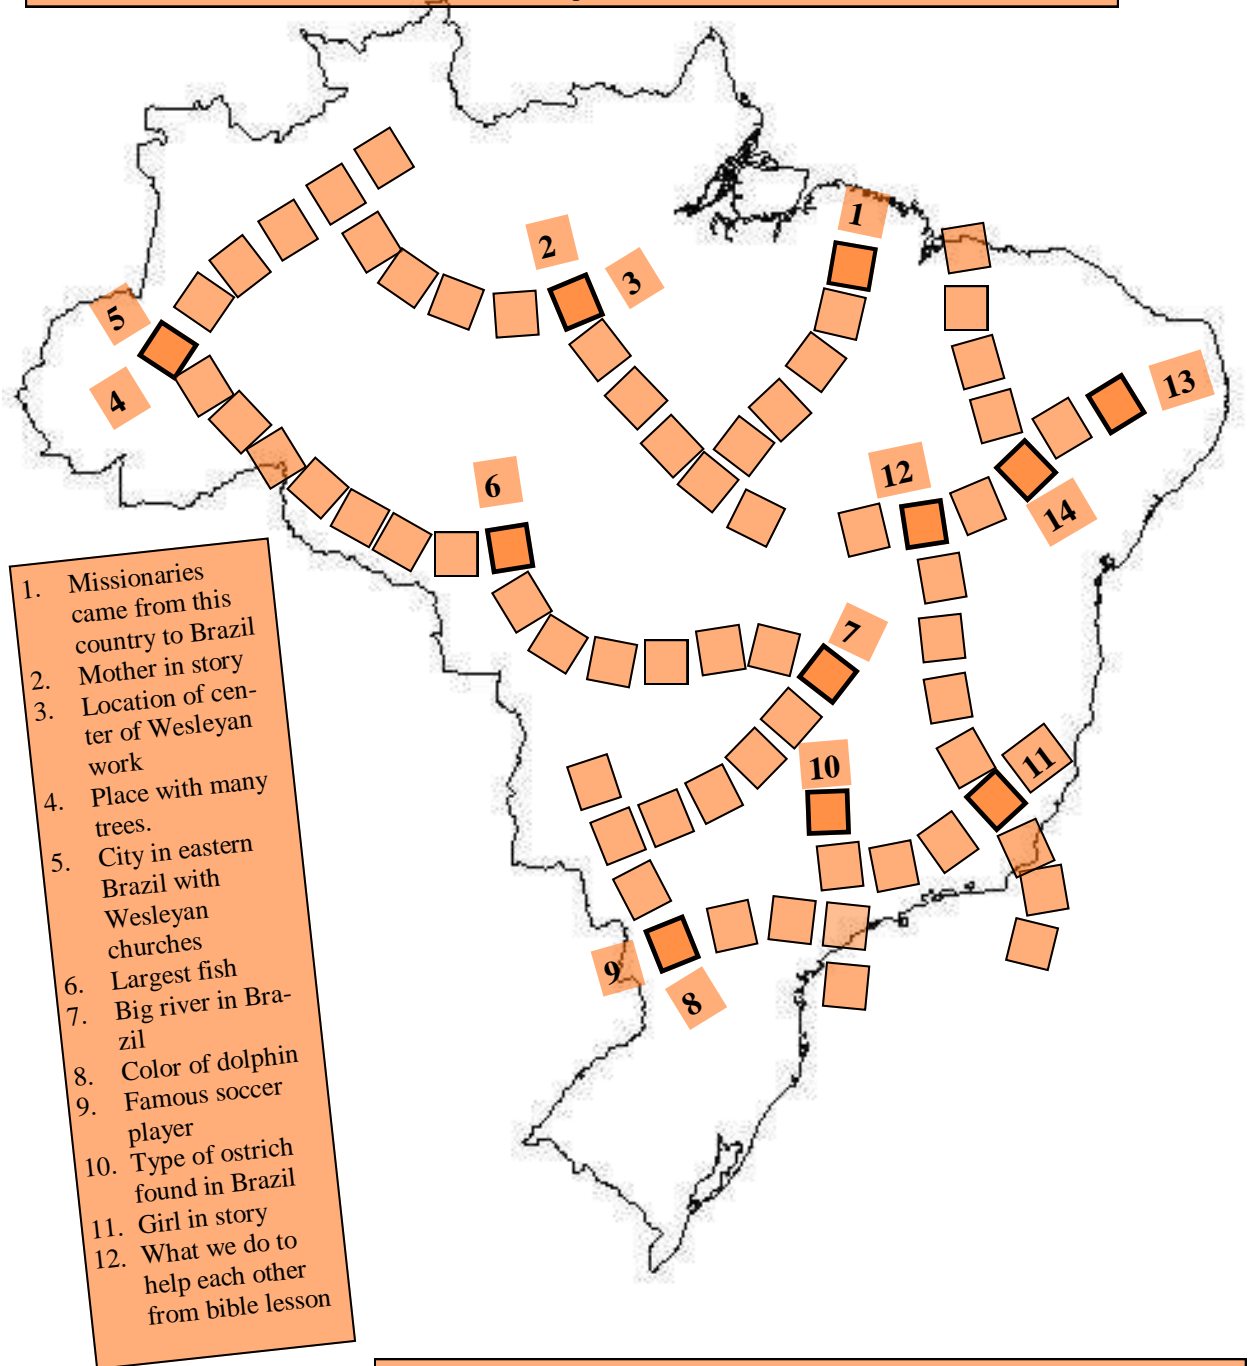 1
2
3
5
4
13
12
14
6
7
10
11
9
8
1. Missionaries
came from this
country to Brazil
2. Mother in story
3. Location of cen-
ter of Wesleyan
work
4. Place with many
trees.
5. City in eastern
Brazil with
Wesleyan
churches
6. Largest fish
7. Big river in Bra-
zil
8. Color of dolphin
9. Famous soccer
player
10. Type of ostrich
found in Brazil
11. Girl in story
12. What we do to
help each other
from bible lesson